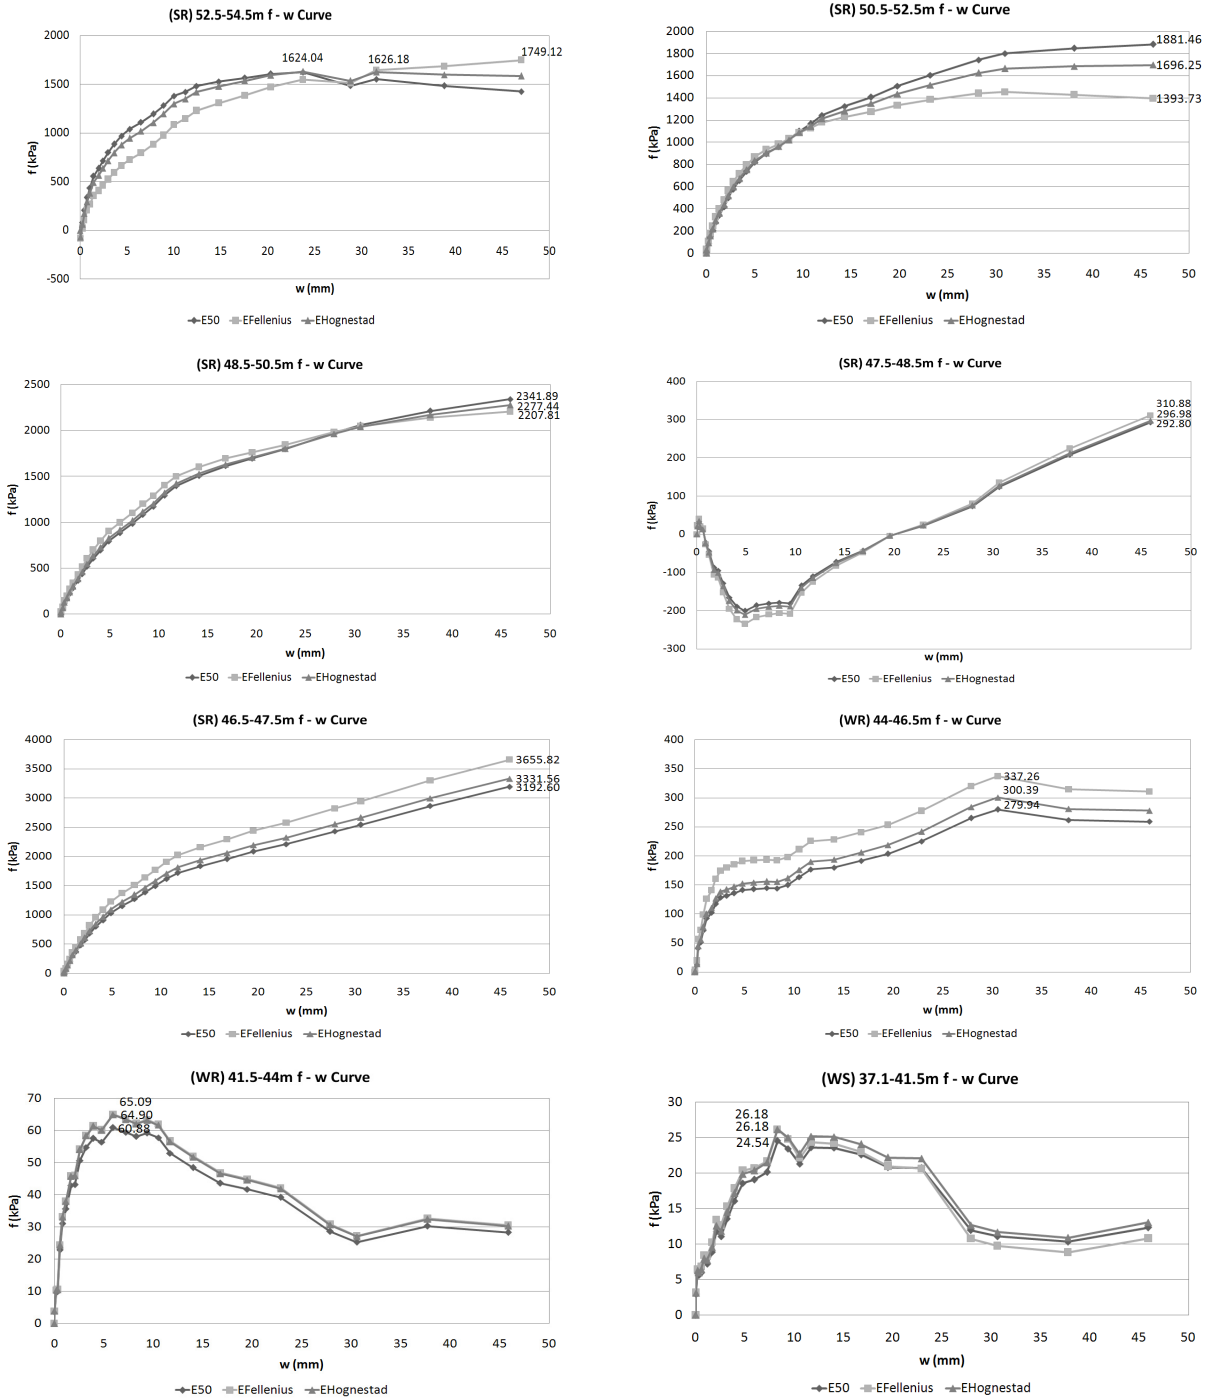 (SR) 52.5-54.5m f - w Curve
2000
1500
1000
500
0
-500
f (kPa)
1624.04
1626.18
1749.12
0 5 10 15 20 25 30 35 40 45 50
w (mm)
E50 EFellenius EHognestad
(SR) 50.5-52.5m f - w Curve
2000
1800
1600
1400
1200
1000
800
600
400
200
0
f (kPa)
1881.46
1696.25
1393.73
0 5 10 15 20 25 30 35 40 45 50
w (mm)
E50 EFellenius EHognestad
(SR) 48.5-50.5m f - w Curve
2500
2000
1500
1000
500
0
f (kPa)
2341.89
2277.44
2207.81
0 5 10 15 20 25 30 35 40 45 50
w (mm)
E50 EFellenius EHognestad
(SR) 47.5-48.5m f - w Curve
400
300
200
100
0
-100
-200
-300
f (kPa)
310.88
296.98
292.80
0 5 10 15 20 25 30 35 40 45 50
w (mm)
E50 EFellenius EHognestad
(SR) 46.5-47.5m f - w Curve
4000
3500
3000
2500
2000
1500
1000
500
0
f (kPa)
3655.82
3331.56
3192.60
0 5 10 15 20 25 30 35 40 45 50
w (mm)
E50 EFellenius EHognestad
(WR) 44-46.5m f - w Curve
400
350
300
250
200
150
100
50
0
f (kPa)
337.26
300.39
279.94
0 5 10 15 20 25 30 35 40 45 50
w (mm)
E50 EFellenius EHognestad
(WR) 41.5-44m f - w Curve
70
60
50
40
30
20
10
0
f (kPa)
65.09
64.90
60.88
0 5 10 15 20 25 30 35 40 45 50
w (mm)
E50 EFellenius EHognestad
(WS) 37.1-41.5m f - w Curve
30
25
20
15
10
5
0
f (kPa)
26.18
26.18
24.54
0 5 10 15 20 25 30 35 40 45 50
w (mm)
E50 EFellenius EHognestad